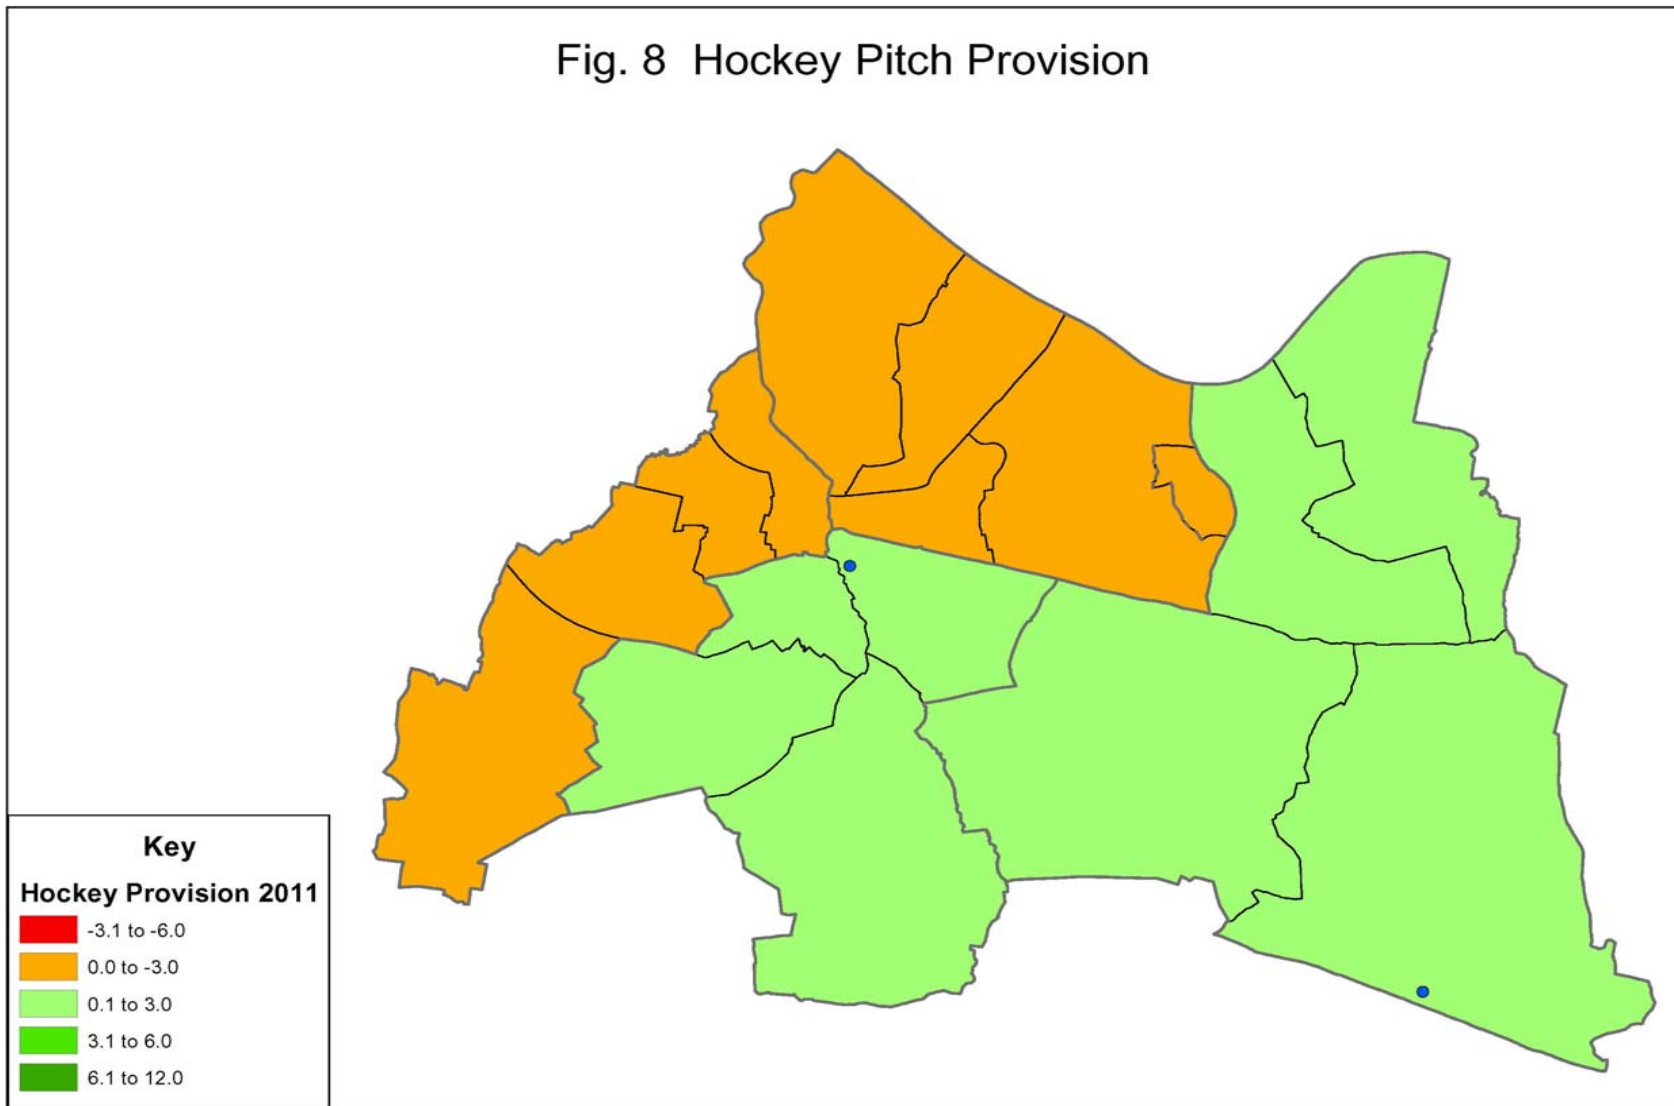 Fig. 8  Hockey Pitch Provision
Key
Hockey Provision 2011
-3.1 to -6.0
0.0 to -3.0
0.1 to 3.0
3.1 to 6.0
6.1 to 12.0